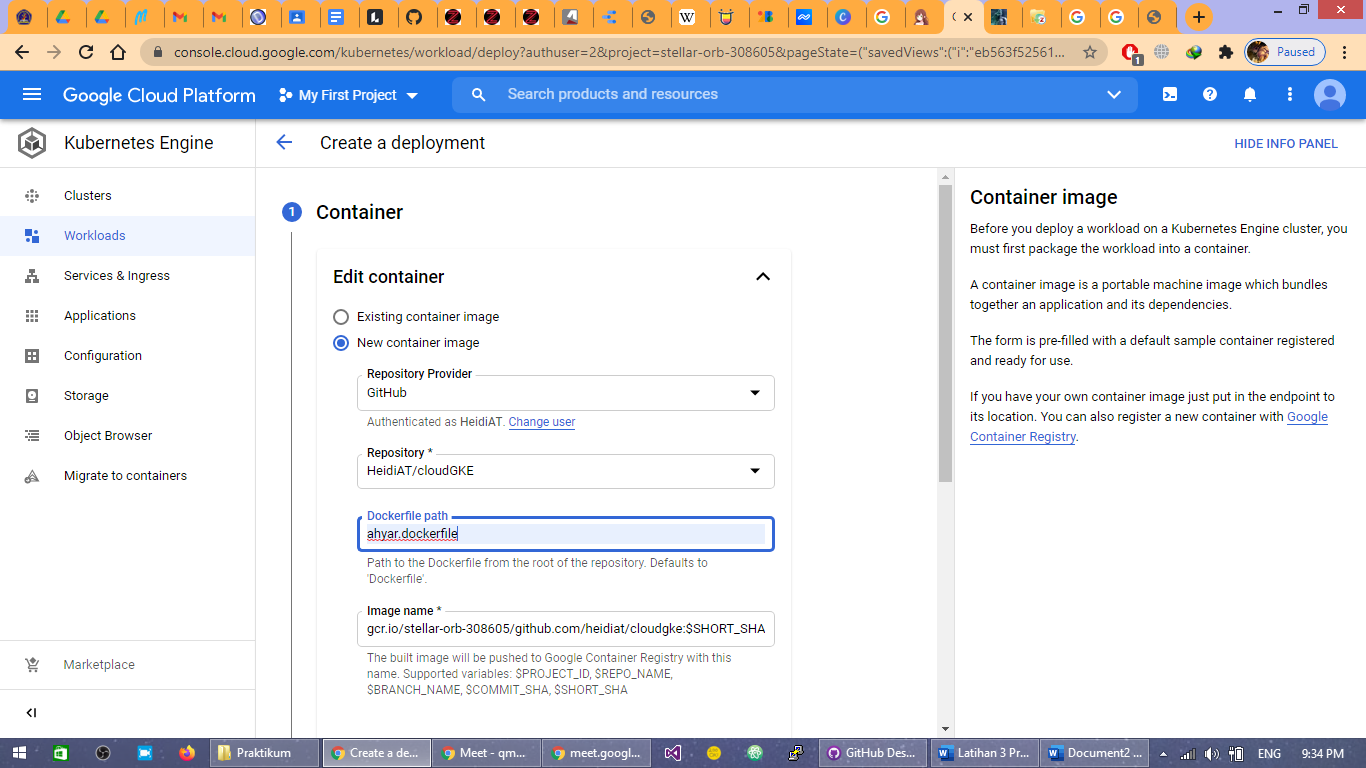 console.cloud.google.com/kubernetes/workload/deploy?authuser=2&project=stellar-orb-308605&pageState=("savedViews":("i":"eb563f52561...
Paused
1
Google Cloud Platform
My First Project
Search products and resources
Kubernetes Engine
Create a deployment
HIDE INFO PANEL
Clusters
Workloads
Services & Ingress
Applications
Configuration
Storage
Object Browser
Migrate to containers
Marketplace
1
Container
Edit container
Existing container image
New container image
Repository Provider
GitHub
Authenticated as HeidiAT. Change user
Repository *
HeidiAT/cloudGKE
Dockerfile path
ahyar.dockerfile
Path to the Dockerfile from the root of the repository. Defaults to
'Dockerfile'.
Image name *
gcr.io/stellar-orb-308605/github.com/heidiat/cloudgke:$SHORT_SHA
The built image will be pushed to Google Container Registry with this
name. Supported variables: $PROJECT_ID, $REPO_NAME,
$BRANCH_NAME, $COMMIT_SHA, $SHORT_SHA
Container image
Before you deploy a workload on a Kubernetes Engine cluster, you
must first package the workload into a container.
A container image is a portable machine image which bundles
together an application and its dependencies.
The form is pre-filled with a default sample container registered
and ready for use.
If you have your own container image just put in the endpoint to
its location. You can also register a new container with Google
Container Registry.
Praktikum
Create a de...
Meet - qm...
meet.googl...
GitHub Des...
Latihan 3 Pr...
Document2 ...
ENG
9:34 PM